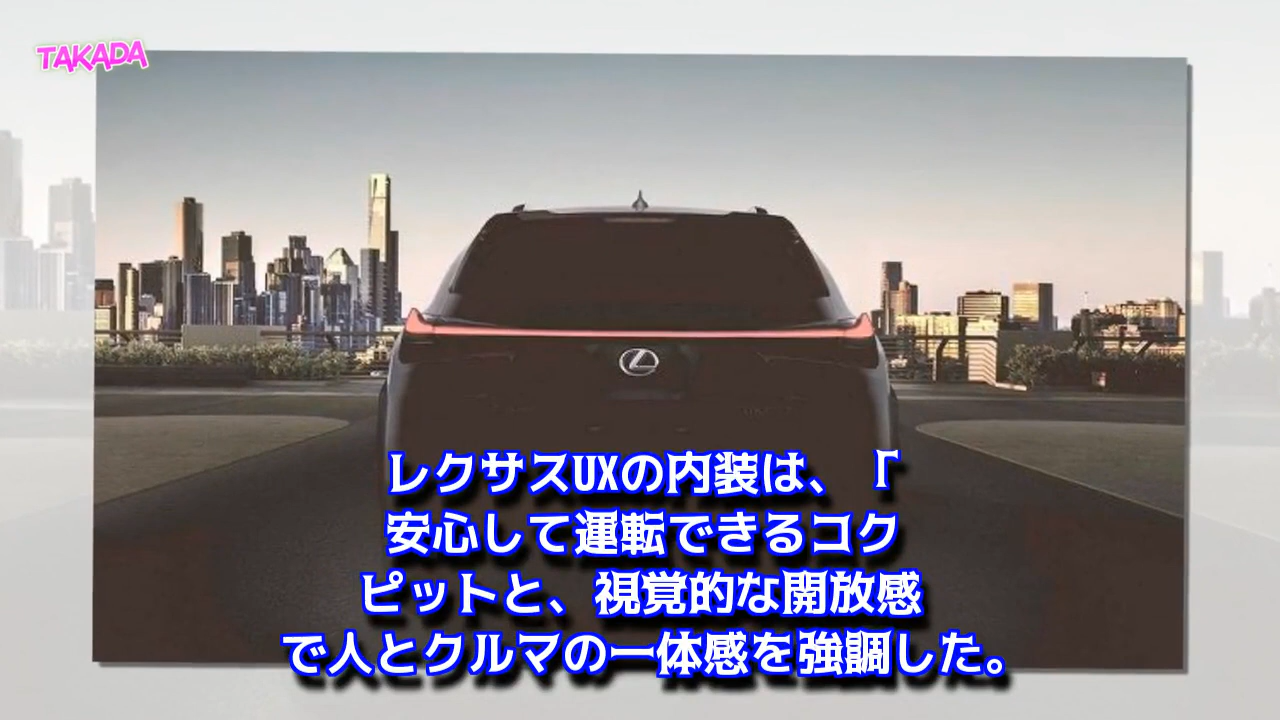 TAKADA
レクサスUXの内装は、「
安心して運転できるコク
ピットと、視覚的な開放感
で人とクルマの一体感を強調した。